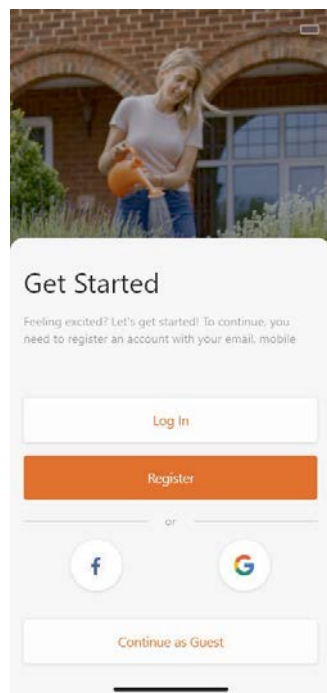 Get Started
Feeling excited? Let's get started! To continue, you
need to register an account with your email, mobile
Log In
Register
or
f
G
Continue as Guest